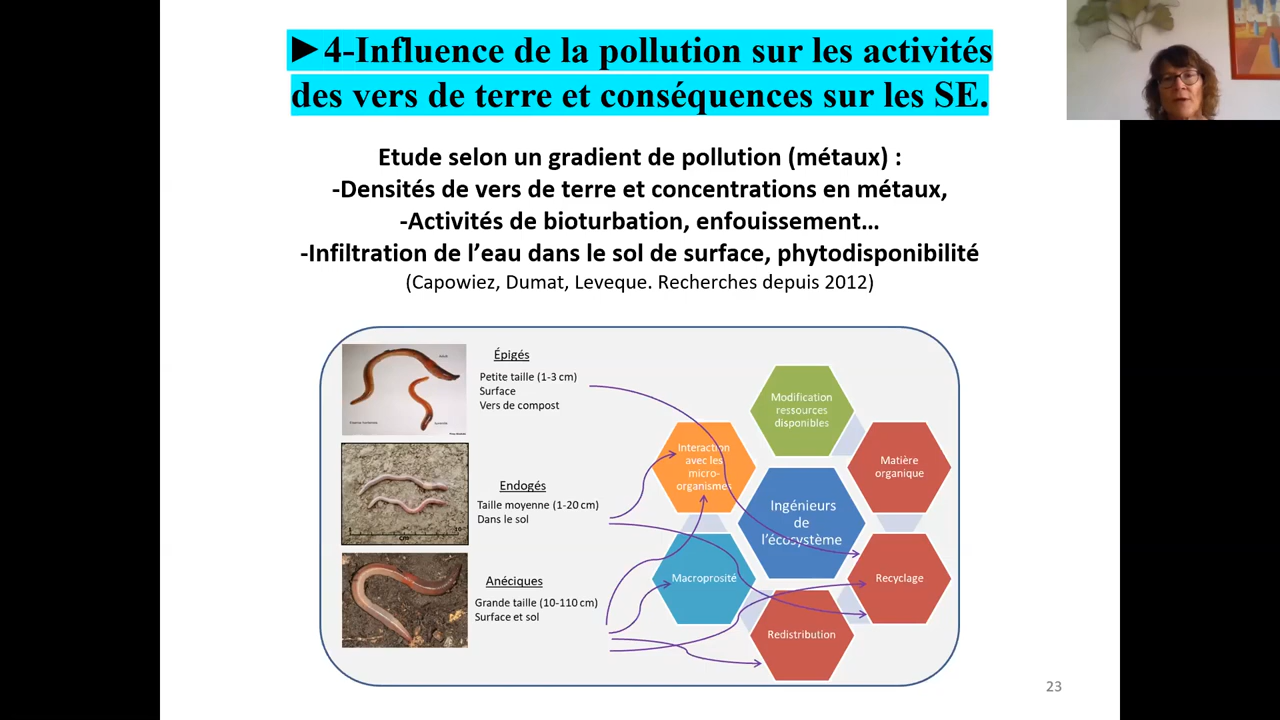 ►4-Influence de la pollution sur les activités
des vers de terre et conséquences sur les SE.
Etude selon un gradient de pollution (métaux) :
-Densités de vers de terre et concentrations en métaux,
-Activités de bioturbation, enfouissement…
-Infiltration de l’eau dans le sol de surface, phytodisponibilité
(Capowiez, Dumat, Leveque. Recherches depuis 2012)
Épigés
Petite taille (1-3 cm)
Surface
Vers de compost
Endogés
Taille moyenne (1-20 cm)
Dans le sol
cm
Anéciques
Grande taille (10-110 cm)
Surface et sol
Modification
ressources
disponibles
Interaction
avec les
micro-
organismes
Matière
organique
Ingénieurs
de
l’écosystème
Macroprosité
Recyclage
Redistribution
23